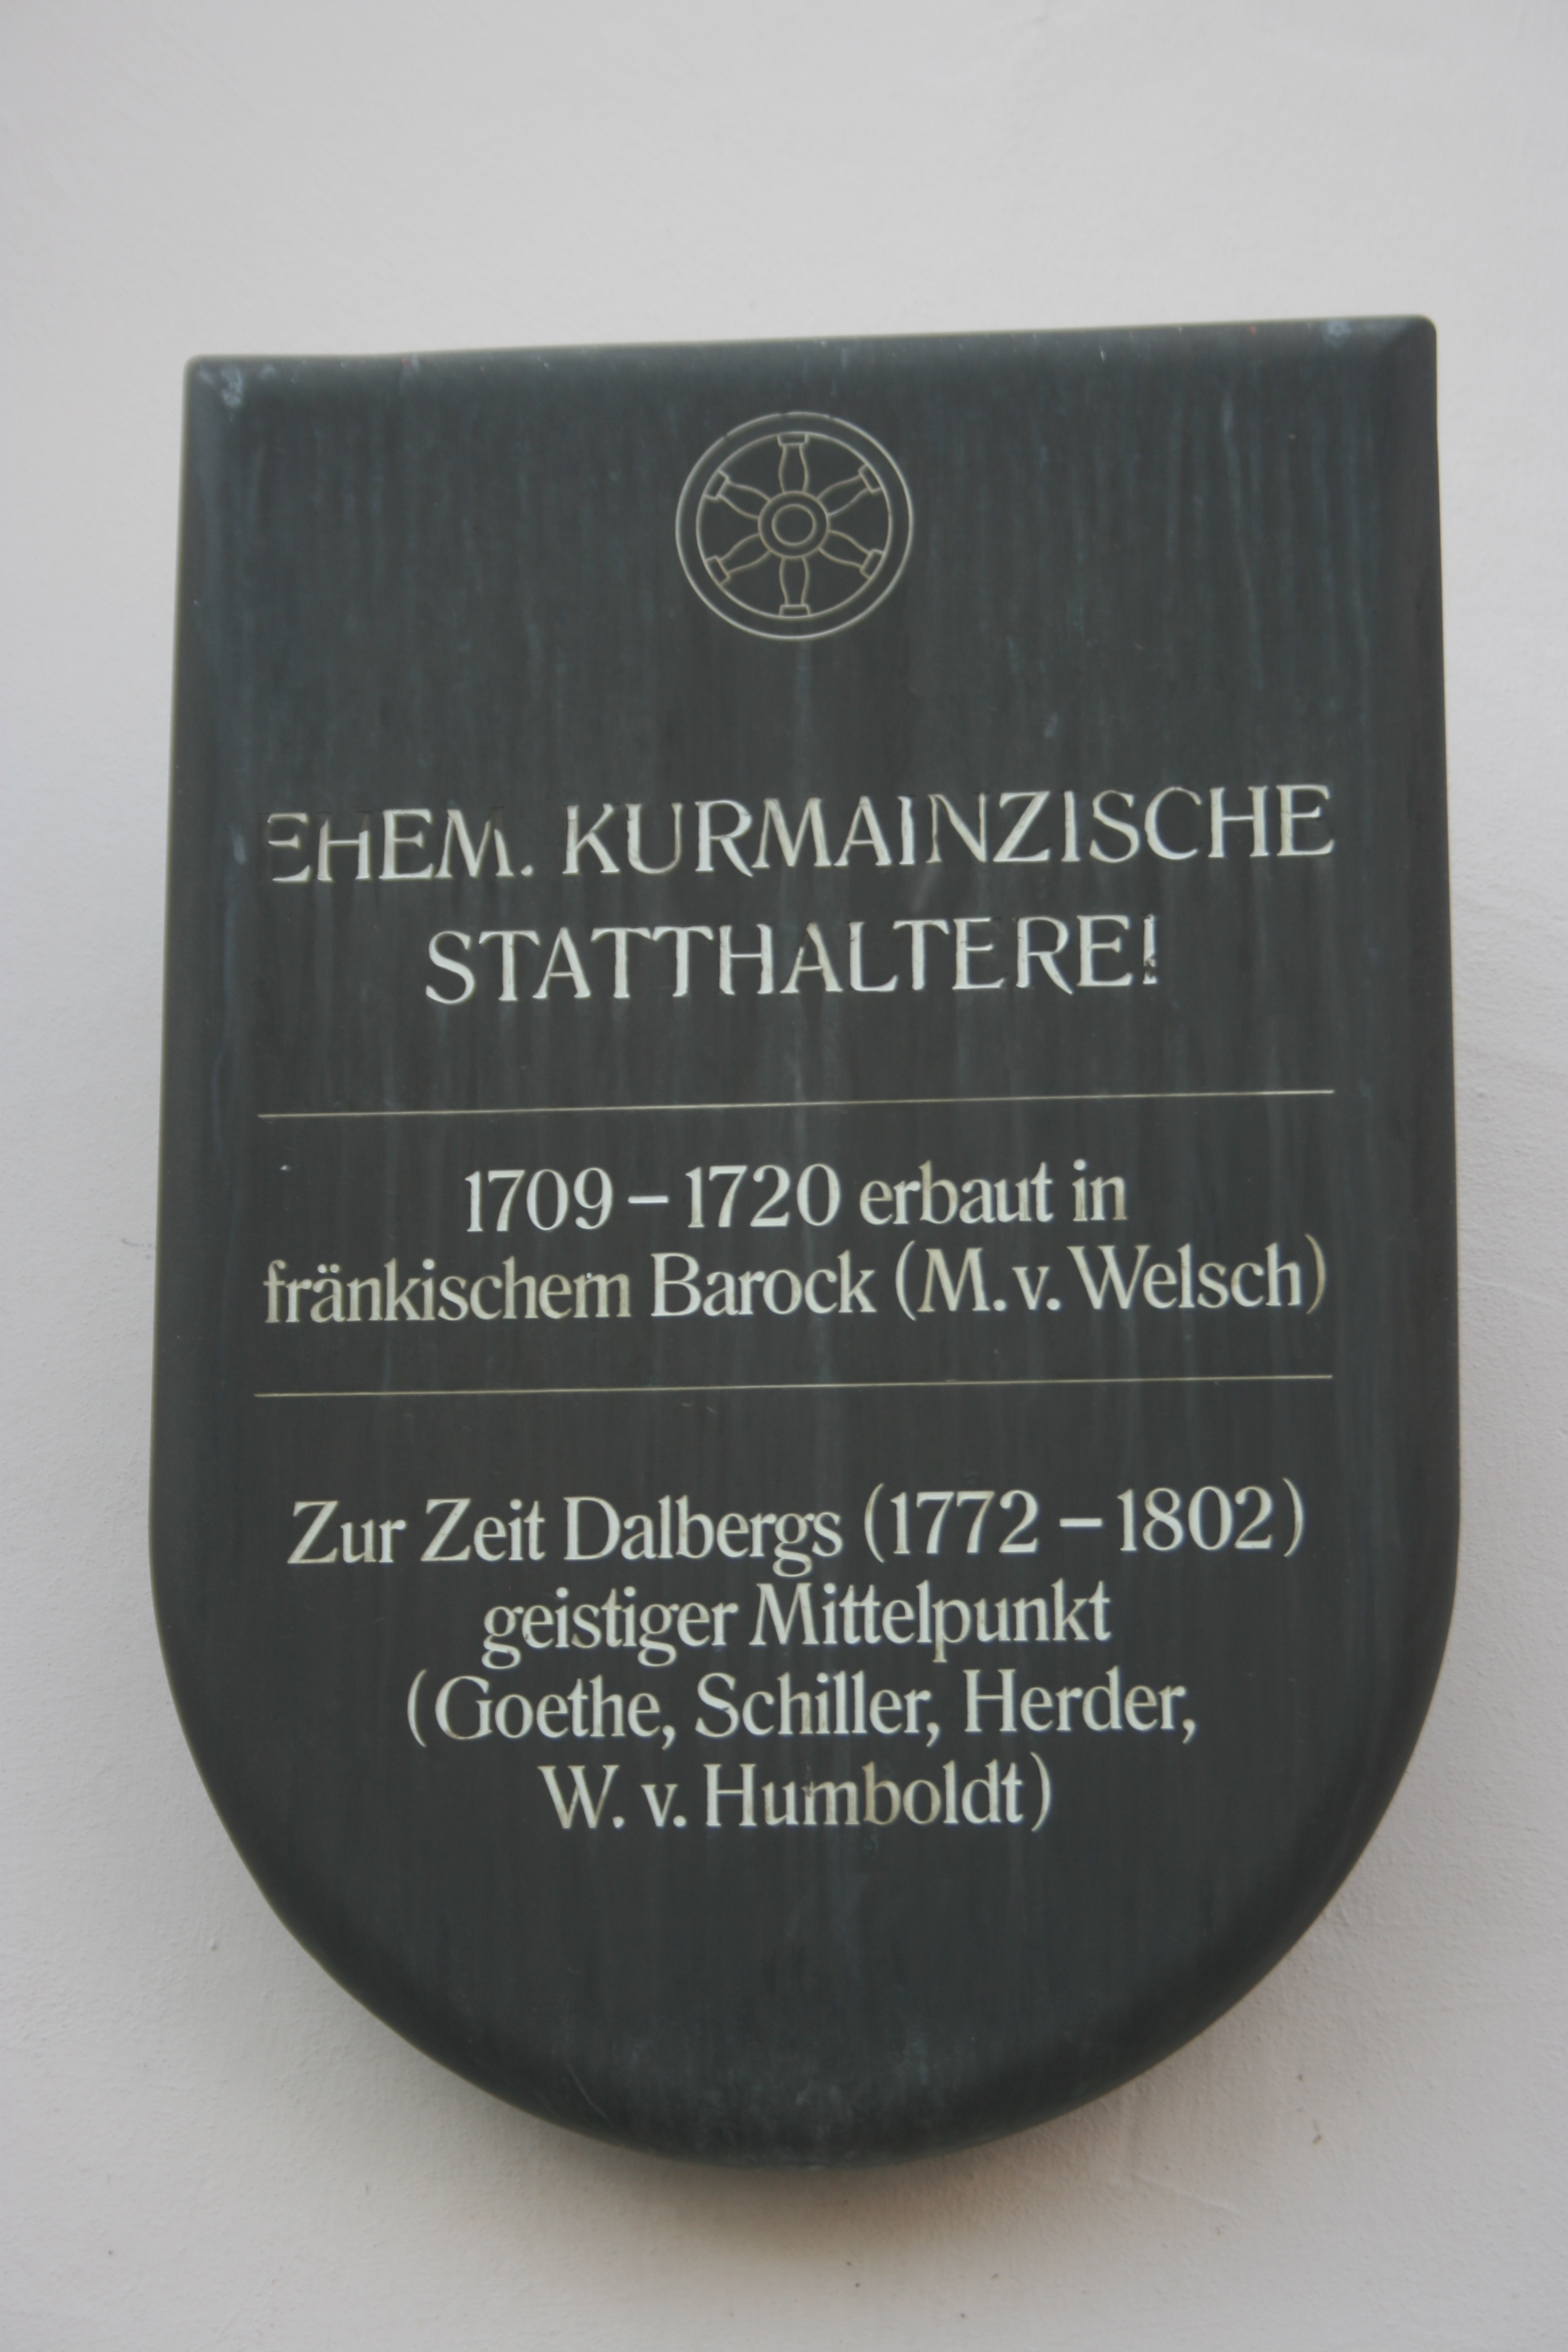 EHEM. KURMAINZISCHE
STATTHALTEREI
1709 – 1720 erbaut in
fränkischem Barock (M. v. Welsch)
Zur Zeit Dalbergs (1772 – 1802)
geistiger Mittelpunkt
(Goethe, Schiller, Herder,
W. v. Humboldt)